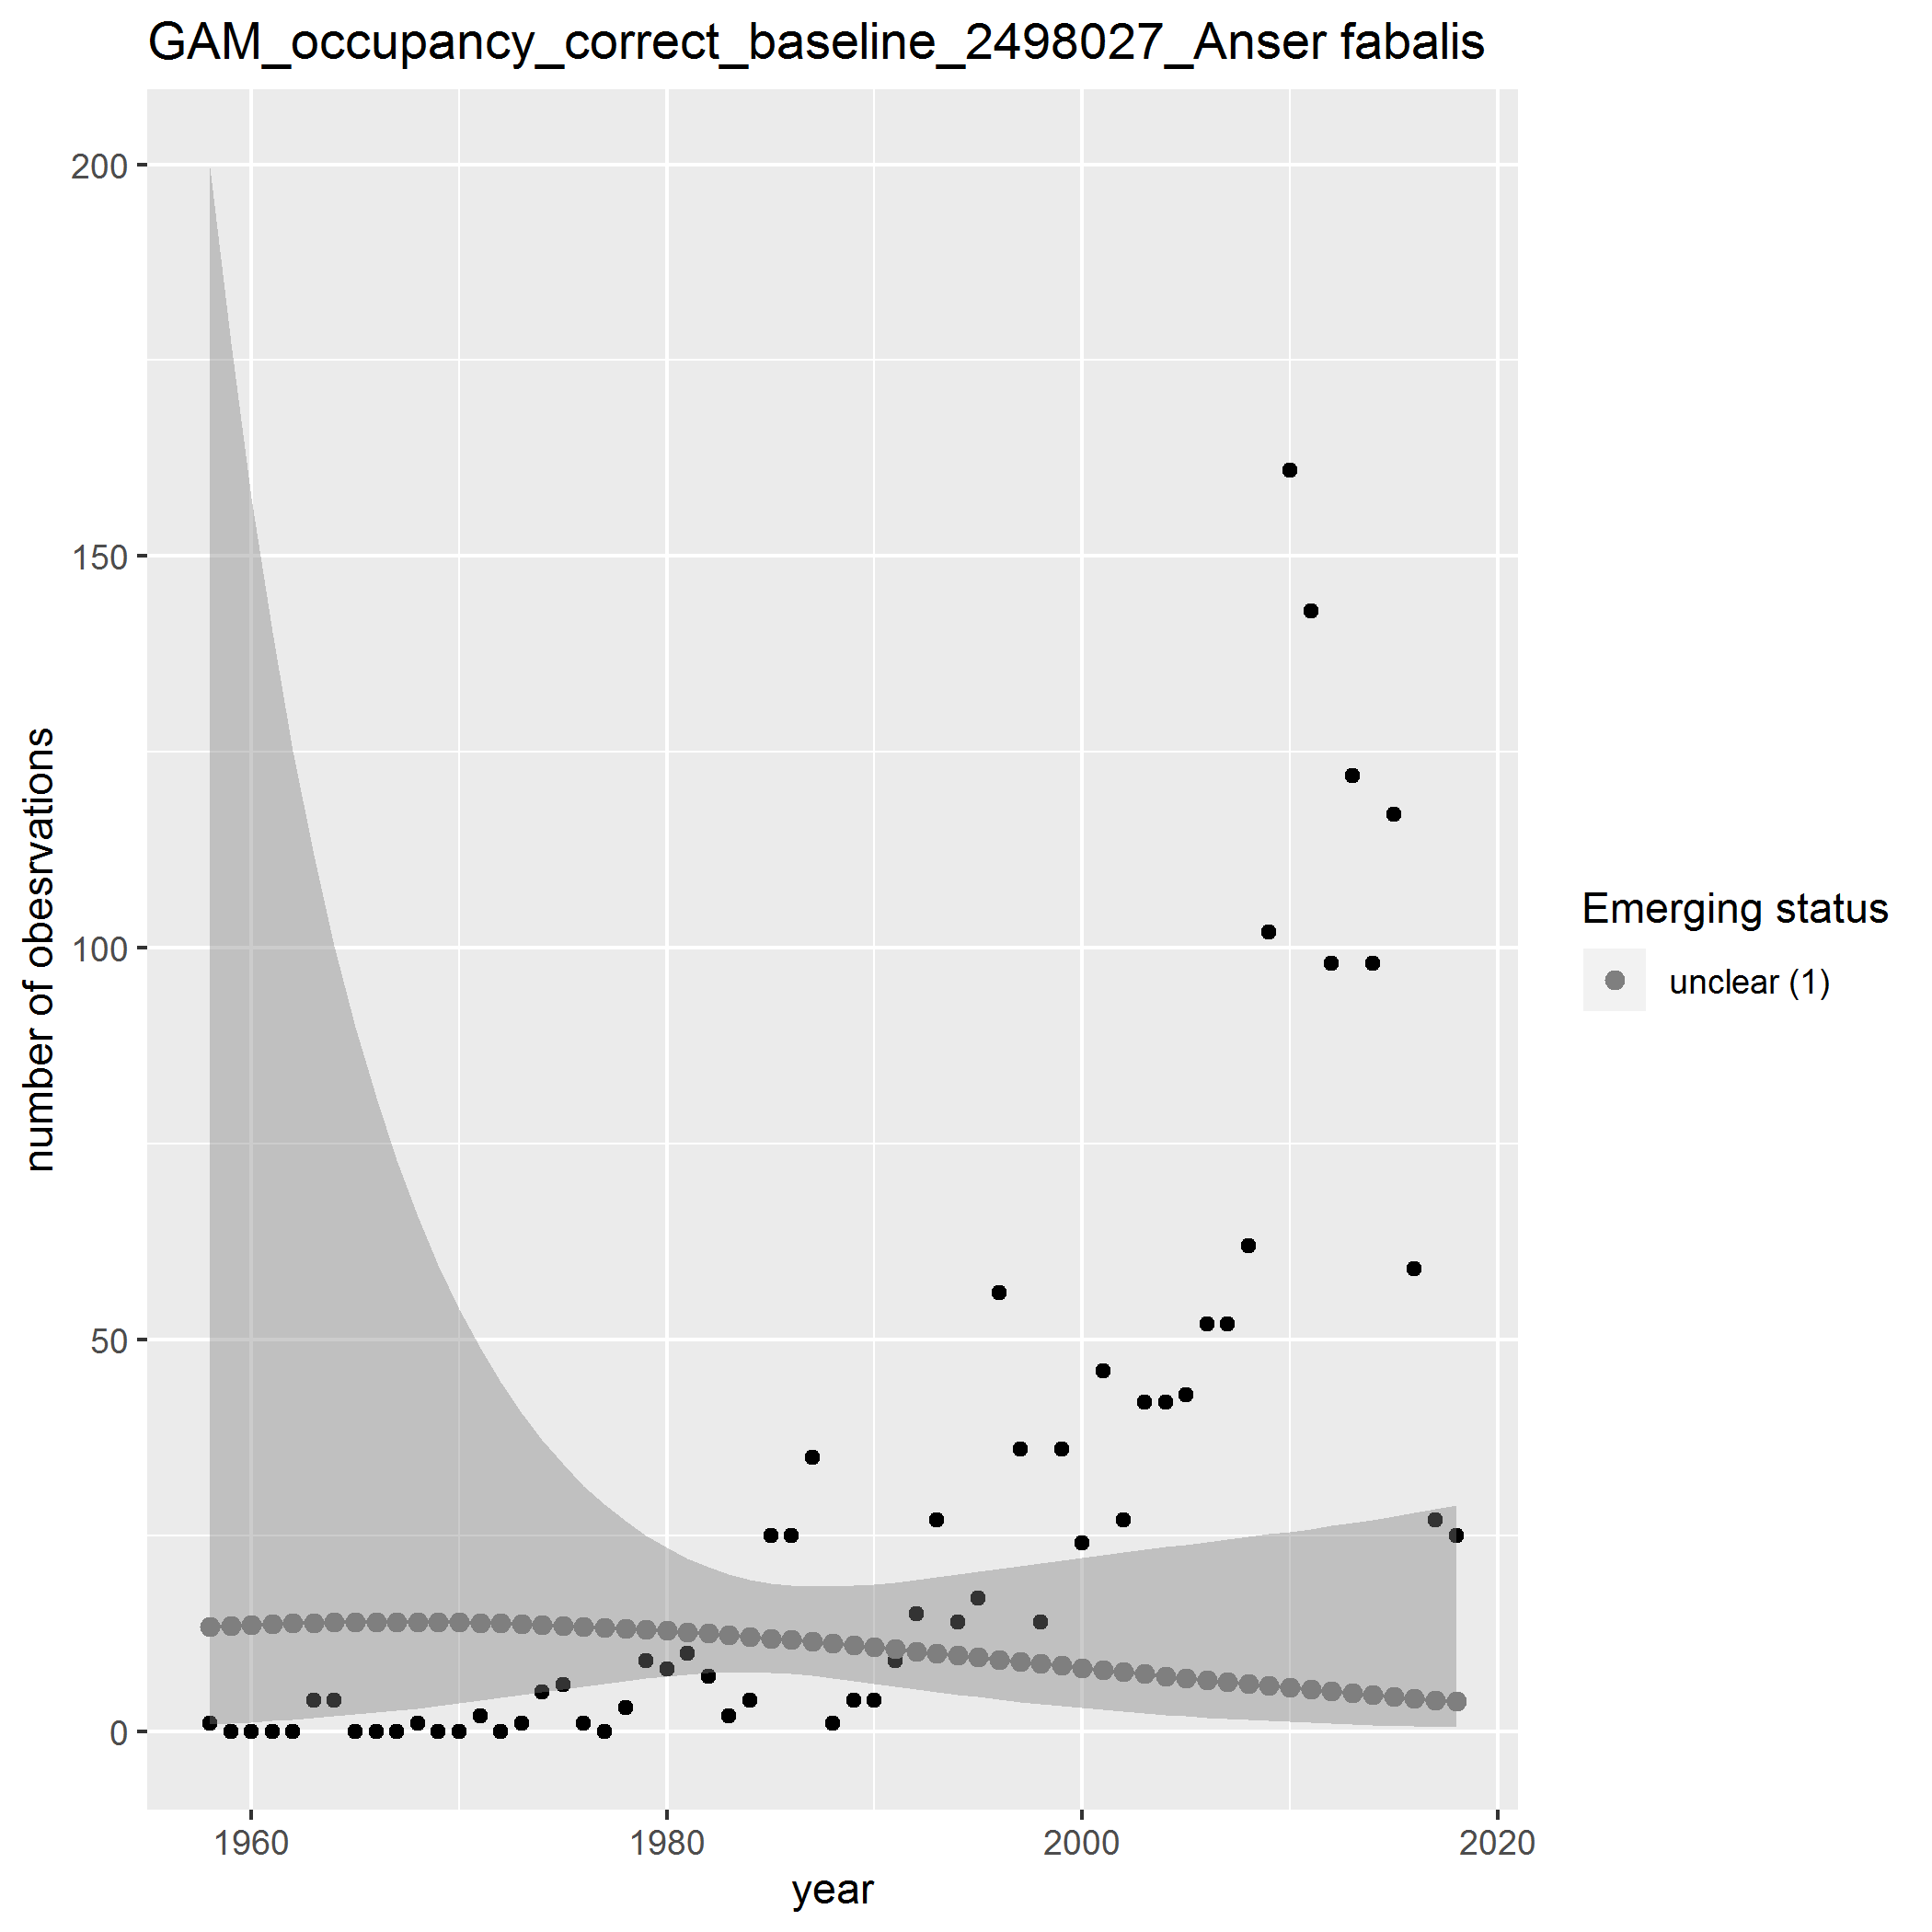 GAM_occupancy_correct_baseline_2498027_Anser fabalis
200
150
100
50
0
number of obesrvations
1960
1980
2000
2020
year
Emerging status
unclear (1)